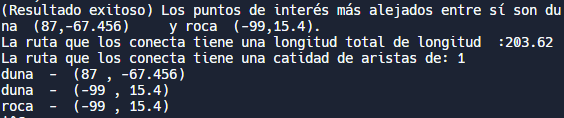 (Resultado exitoso) Los puntos de interés más alejados entre sí son du
na  (87,-67.456)     y roca  (-99,15.4).
La ruta que los conecta tiene una longitud total de longitud  :203.62
La ruta que los conecta tiene una catidad de aristas de: 1
duna  -  (87 , -67.456)
duna  -  (-99 , 15.4)
roca  -  (-99 , 15.4)